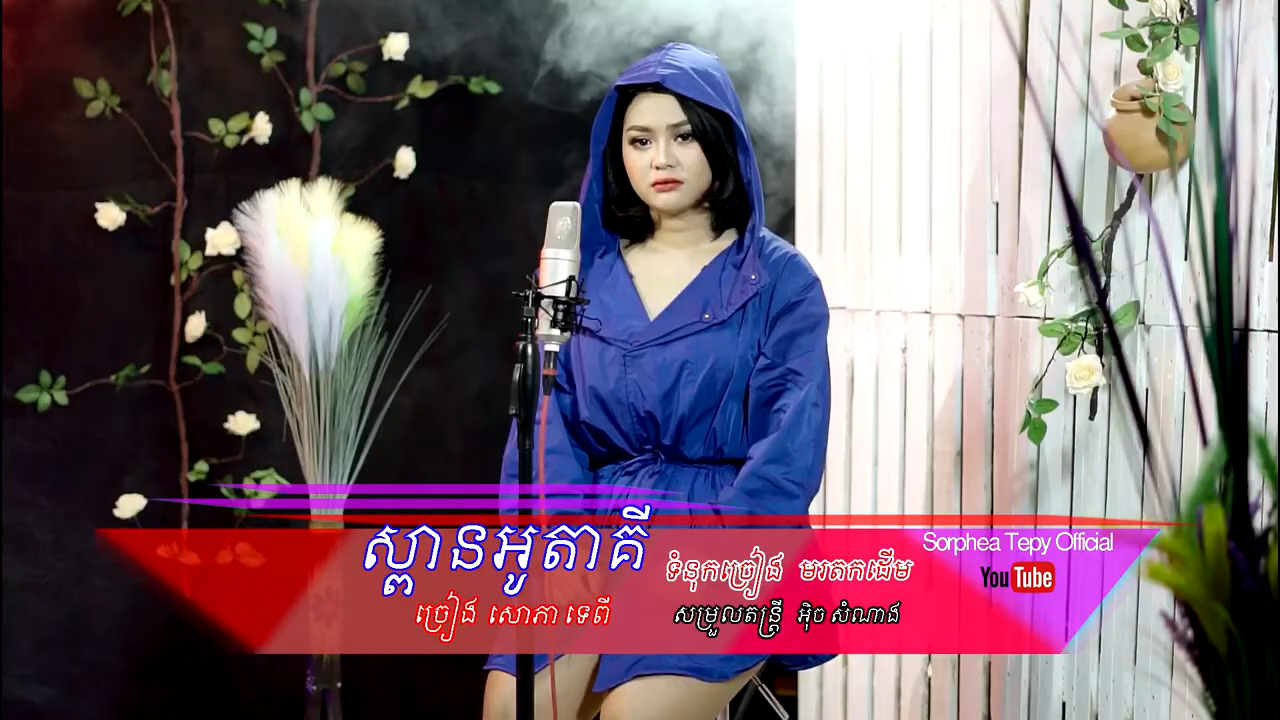 ស្ពានអូតាគី
ទំនុកច្រៀង មរតកដើម
Sorphea Tepy Official
YouTube
ច្រៀង សោភា ទេពី
សម្រួលតន្ត្រី អ៊ិច សំណាង